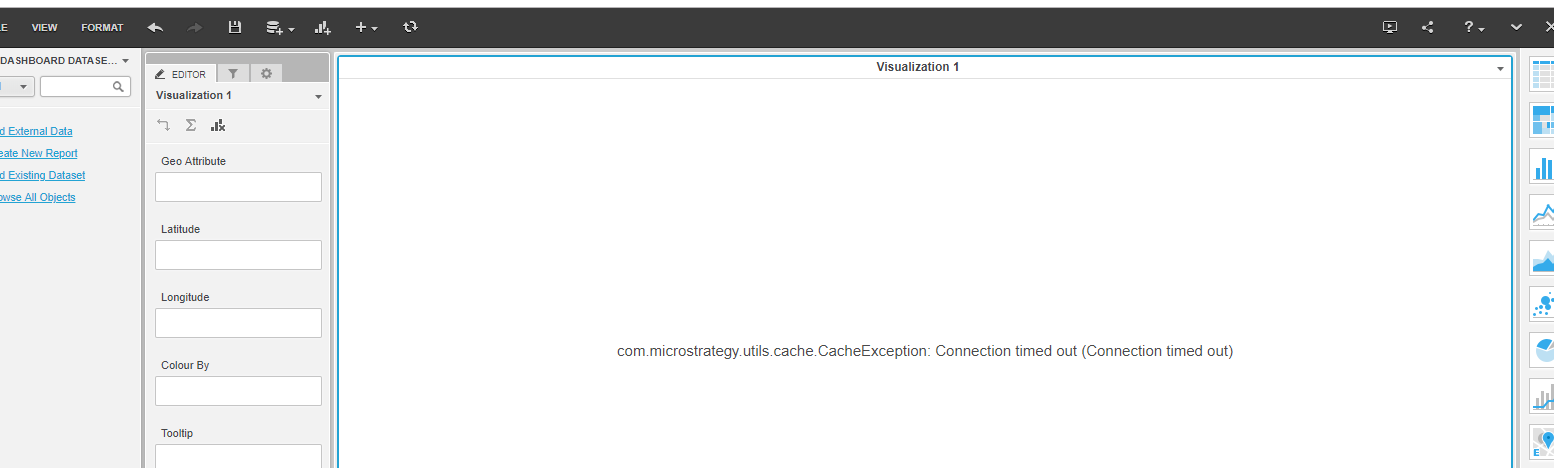 VIEW
FORMAT
?
DASHBOARD DATASE...
EDITOR
Visualization 1
Geo Attribute
Latitude
Longitude
Colour By
Tooltip
d External Data
eate New Report
d Existing Dataset
owse All Objects
Visualization 1
com.microstrategy.utils.cache.CacheException: Connection timed out (Connection timed out)
E